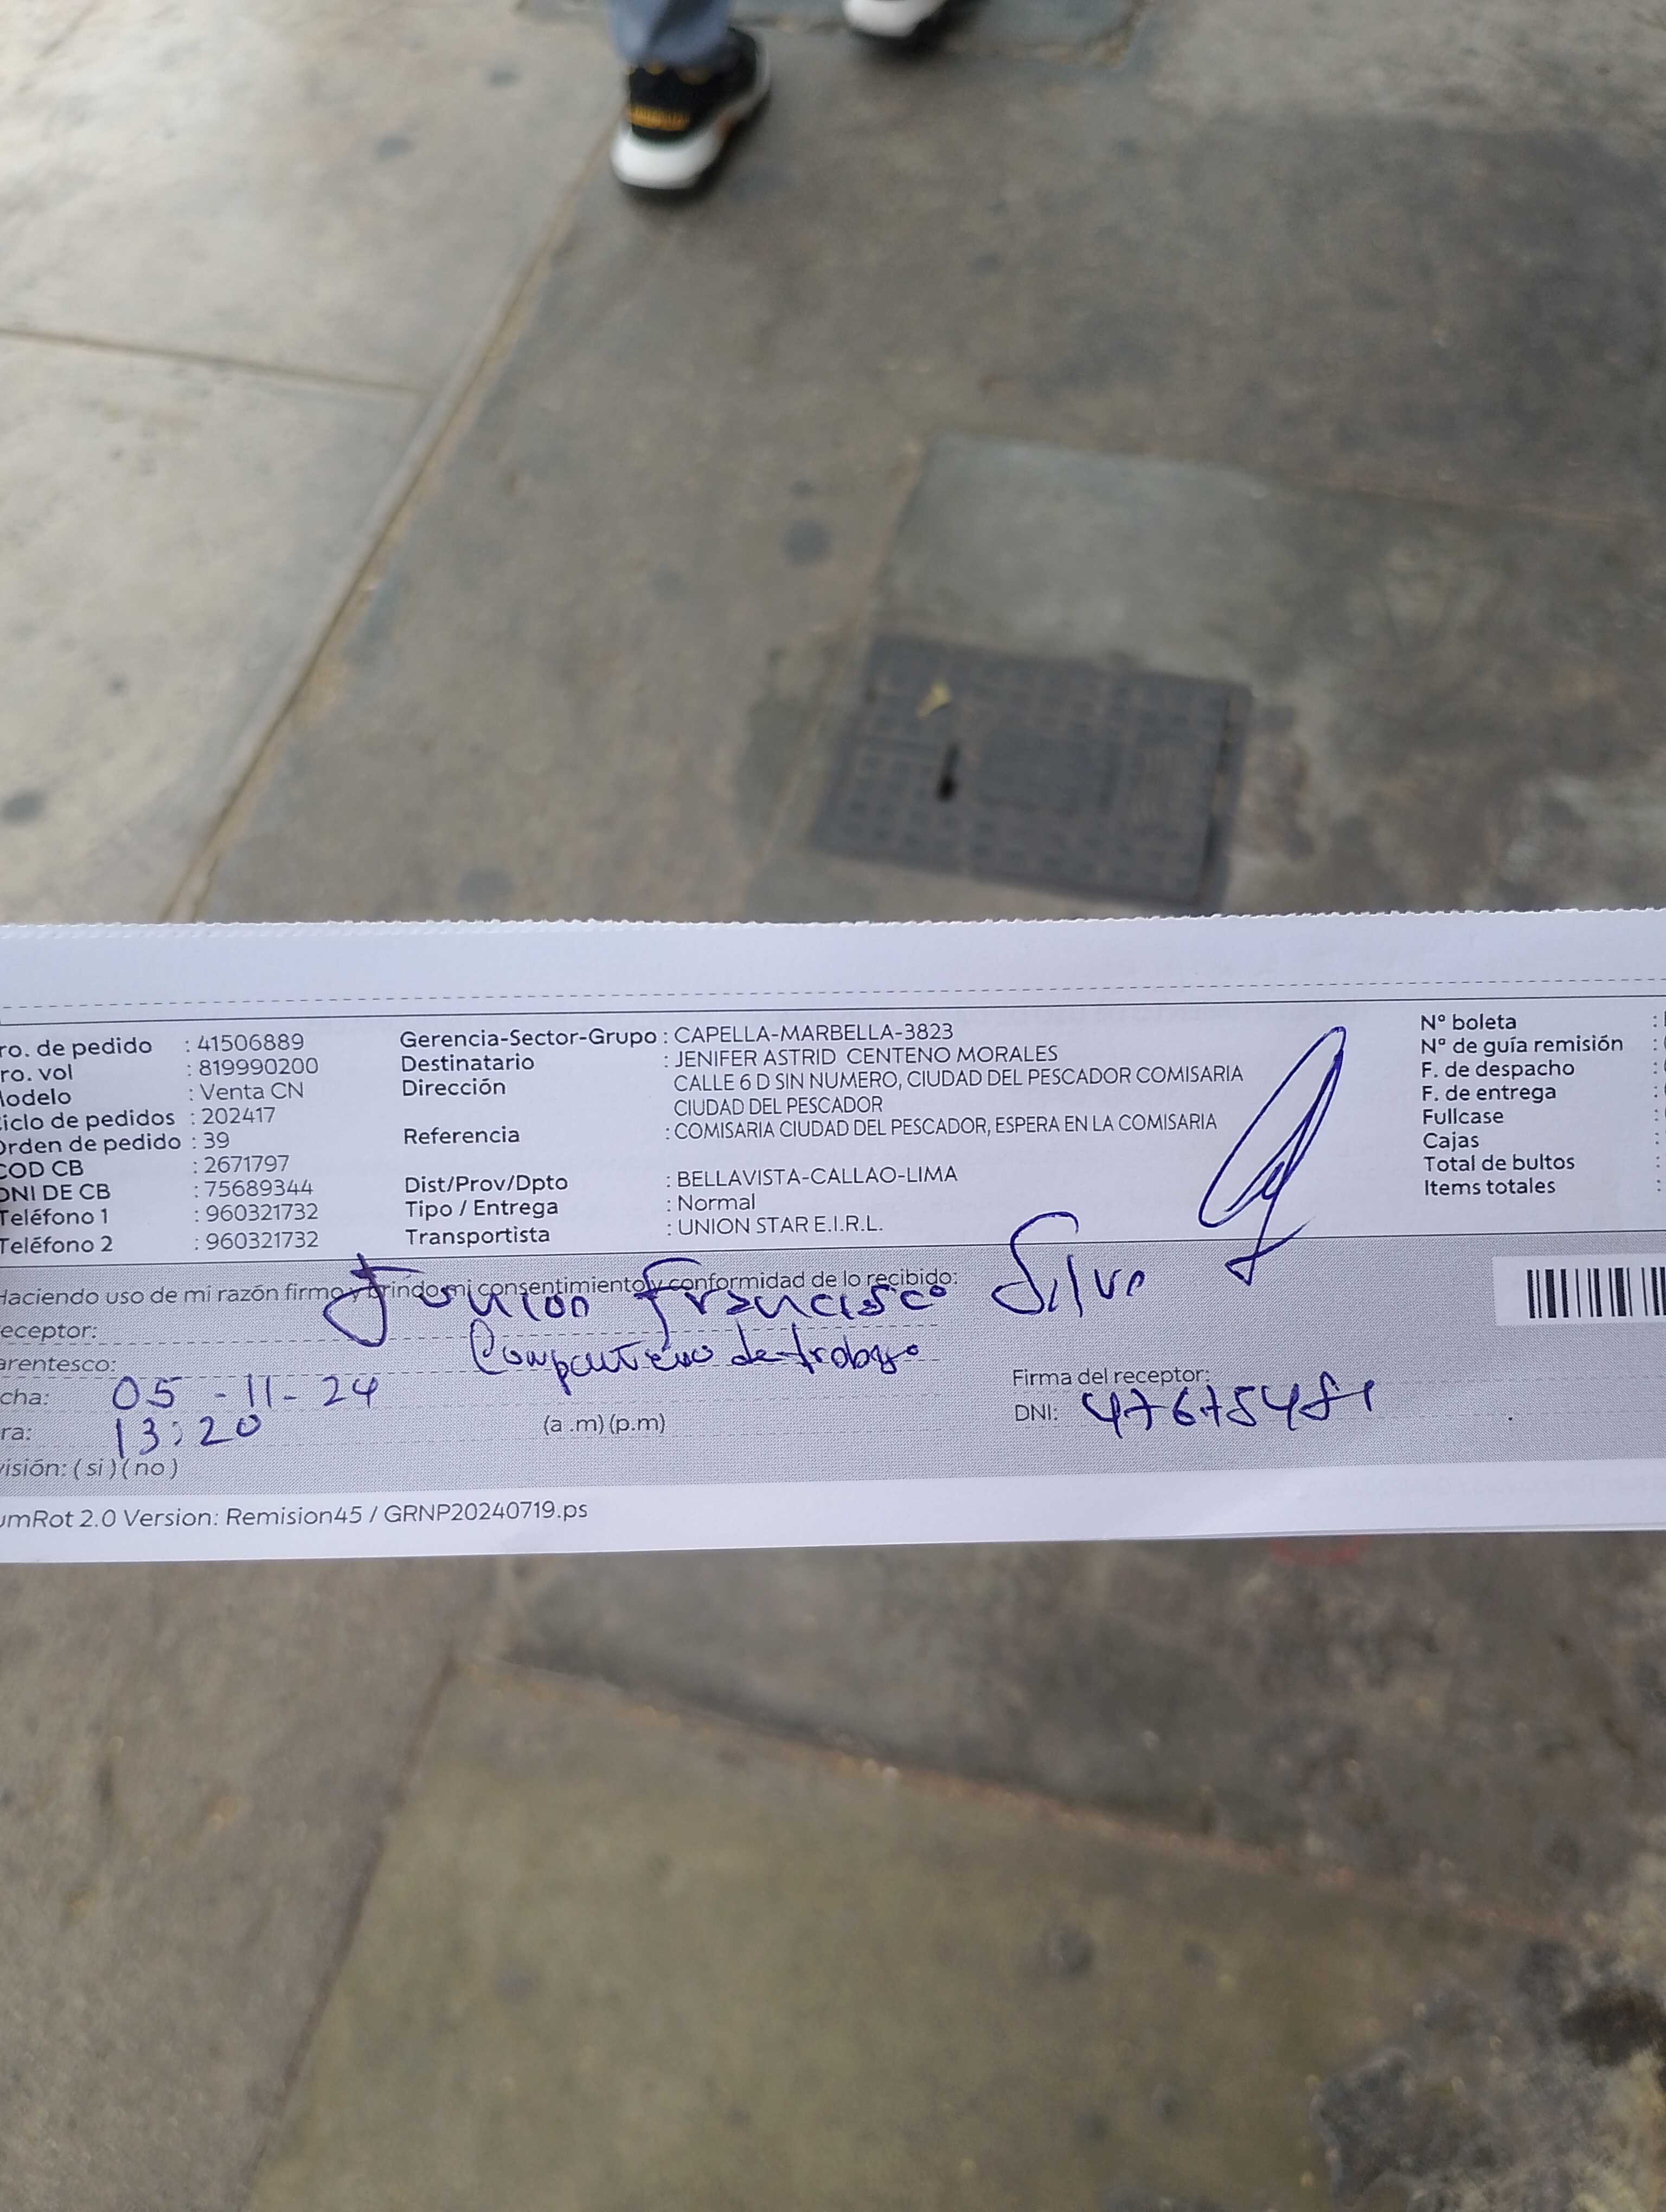 ro. de pedido : 41506889
ro. vol : 819990200
Modelo : Venta CN
iclo de pedidos : 202417
Orden de pedido : 39
COD CB : 2671797
DNI DE CB : 75689344
Teléfono 1 : 960321732
Teléfono 2 : 960321732
Gerencia-Sector-Grupo : CAPELLA-MARBELLA-3823
Destinatario : JENIFER ASTRID CENTENO MORALES
Dirección CALLE 6 D SIN NUMERO, CIUDAD DEL PESCADOR COMISARIA
CIUDAD DEL PESCADOR
Referencia : COMISARIA CIUDAD DEL PESCADOR, ESPERA EN LA COMISARIA
Dist/Prov/Dpto : BELLAVISTA-CALLAO-LIMA
Tipo / Entrega : Normal
Transportista : UNION STAR E.I.R.L.
N° boleta :
N° de guía remisión :
F. de despacho :
F. de entrega :
Fullcase :
Cajas :
Total de bultos :
Items totales :
Haciendo uso de mi razón firmo y brindo mi consentimiento y conformidad de lo recibido:
eceptor: Francisco Silva
arentesco: de trabajo
cha: 05 - 11 - 24
ra: 13:20 (a .m) (p.m)
visión: ( si ) ( no )
Firma del receptor:
DNI:
umRot 2.0 Version: Remision45 / GRNP20240719.ps